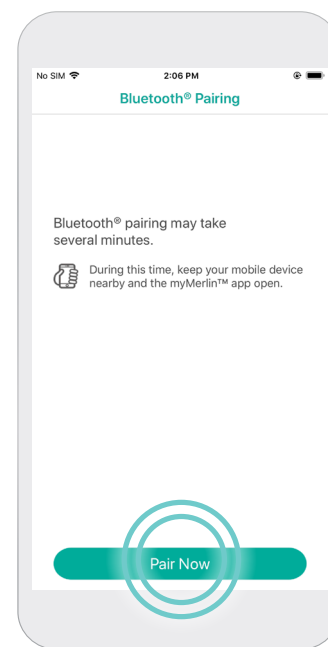 No SIM 2:06 PM
Bluetooth® Pairing
Bluetooth® pairing may take
several minutes.
During this time, keep your mobile device
nearby and the myMerlin™ app open.
Pair Now